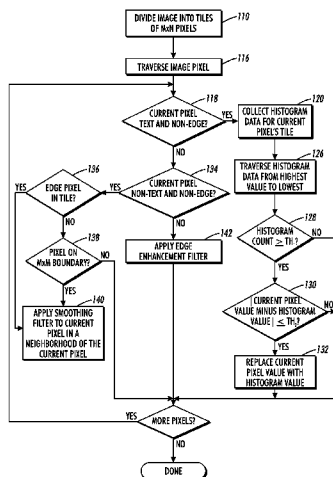 DIVIDE IMAGE INTO TILES
OF MxN PIXELS
110
TRAVERSE IMAGE PIXEL
116
118
CURRENT PIXEL
TEXT AND NON-EDGE?
YES
NO
120
COLLECT HISTOGRAM
DATA FOR CURRENT
PIXEL'S TILE
126
TRAVERSE HISTOGRAM
DATA FROM HIGHEST
VALUE TO LOWEST
134
CURRENT PIXEL
NON-TEXT AND NON-EDGE?
YES
NO
136
EDGE PIXEL
IN TILE?
YES
NO
128
HISTOGRAM
COUNT ≥ TH1?
NO
YES
138
PIXEL ON
MxM BOUNDARY?
NO
YES
142
APPLY EDGE
ENHANCEMENT FILTER
130
|CURRENT PIXEL
VALUE MINUS HISTOGRAM
VALUE| ≤ TH2?
NO
YES
140
APPLY SMOOTHING
FILTER TO CURRENT
PIXEL IN A
NEIGHBORHOOD OF THE
CURRENT PIXEL
132
REPLACE CURRENT
PIXEL VALUE WITH
HISTOGRAM VALUE
YES
MORE PIXELS?
NO
DONE